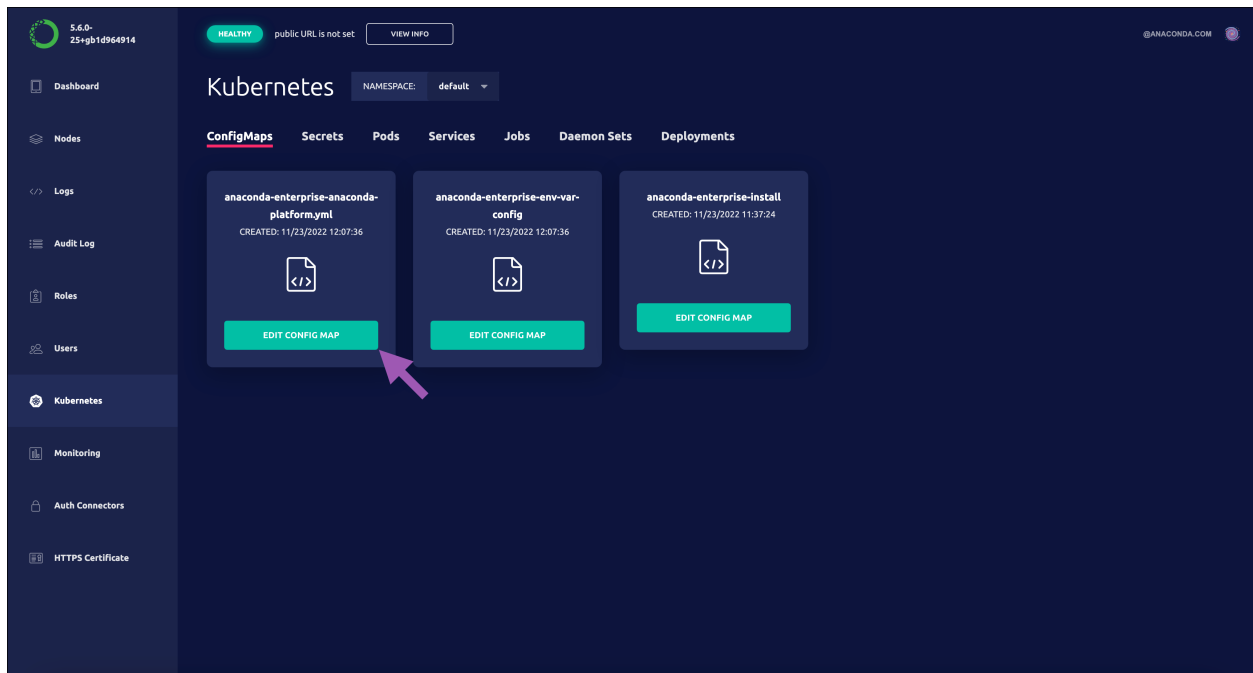 5.6.0-
25+gb1d964914
HEALTHY public URL is not set VIEW INFO
@ANACONDA.COM
Dashboard
Nodes
Logs
Audit Log
Roles
Users
Kubernetes
Monitoring
Auth Connectors
HTTPS Certificate
Kubernetes NAMESPACE: default
ConfigMaps Secrets Pods Services Jobs Daemon Sets Deployments
anaconda-enterprise-anaconda-
platform.yml
CREATED: 11/23/2022 12:07:36
</>
EDIT CONFIG MAP
anaconda-enterprise-env-var-
config
CREATED: 11/23/2022 12:07:36
</>
EDIT CONFIG MAP
anaconda-enterprise-install
CREATED: 11/23/2022 11:37:24
</>
EDIT CONFIG MAP